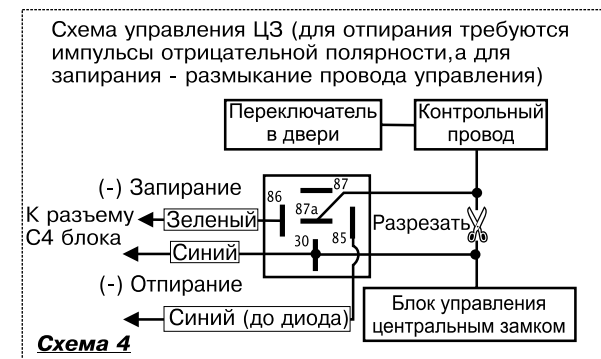 Схема управления ЦЗ (для отпирания требуются
импульсы отрицательной полярности,а для
запирания - размыкание провода управления)
Переключатель
в двери
Контрольный
провод
(-) Запирание
86
87
87а
30
85
К разъему
С4 блока
Зеленый
Синий
Разрезать
(-) Отпирание
Синий (до диода)
Блок управления
центральным замком
Схема 4